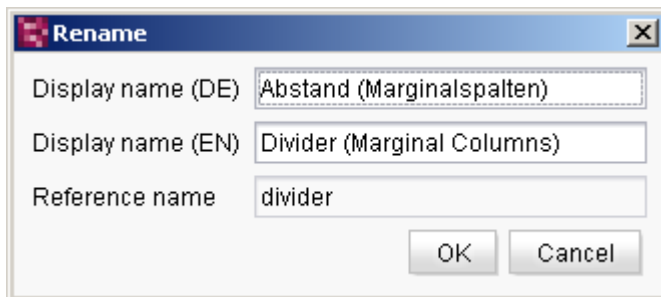 Rename
Display name (DE) Abstand (Marginalspalten)
Display name (EN) Divider (Marginal Columns)
Reference name divider
OK Cancel